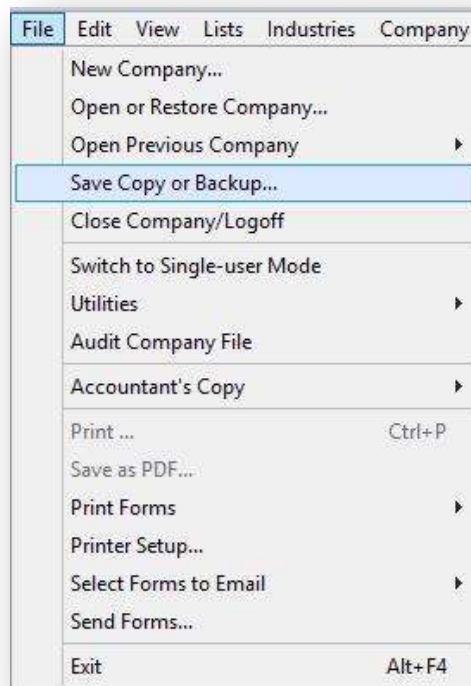 File Edit View Lists Industries Company
New Company...
Open or Restore Company...
Open Previous Company
Save Copy or Backup...
Close Company/Logoff
Switch to Single-user Mode
Utilities
Audit Company File
Accountant's Copy
Print ... Ctrl+P
Save as PDF...
Print Forms
Printer Setup...
Select Forms to Email
Send Forms...
Exit Alt+F4